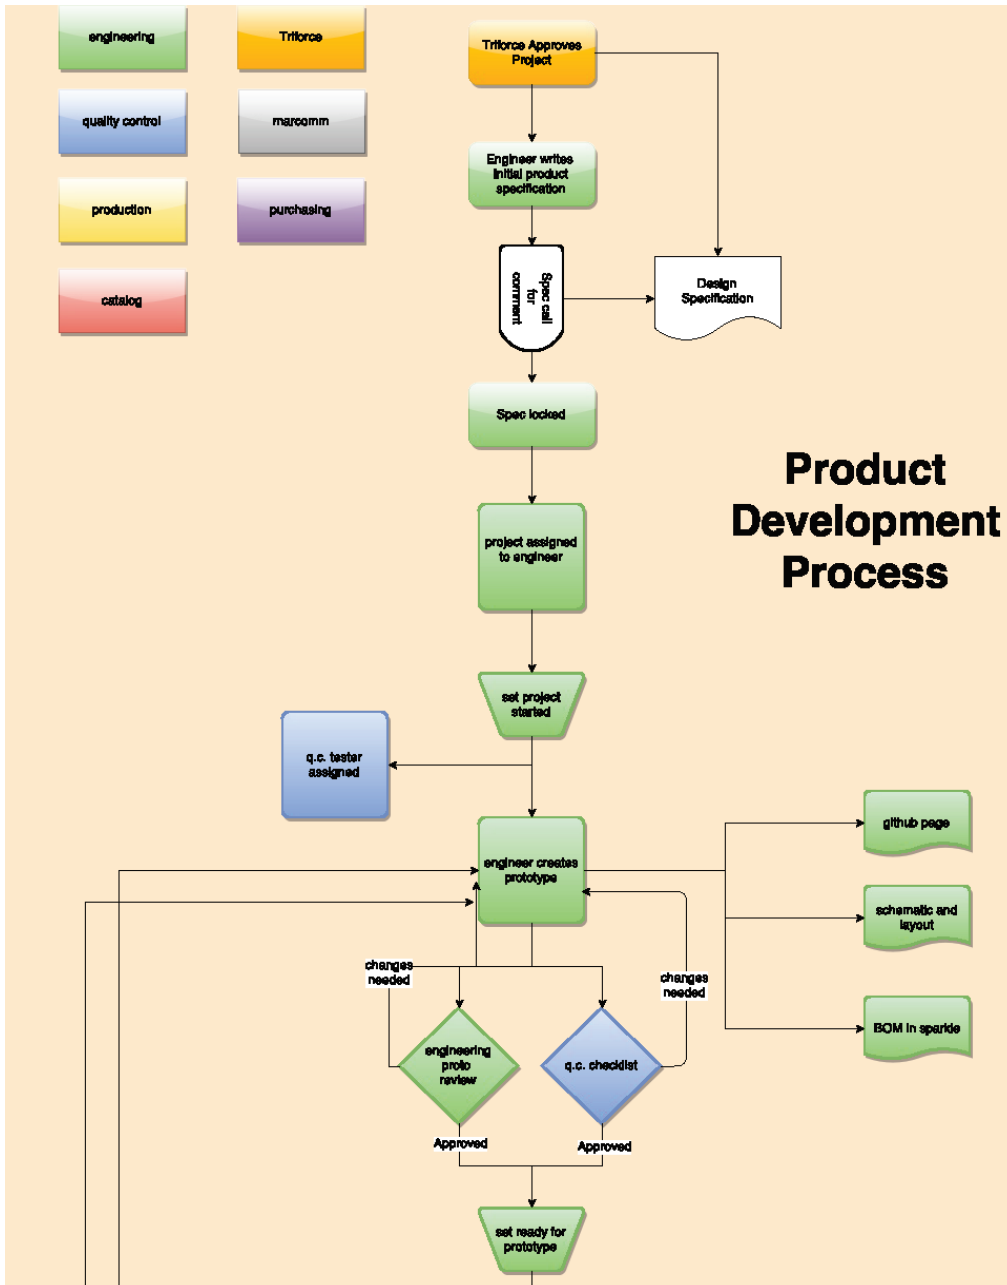 engineering
Triforce
quality control
marcomm
production
purchasing
catalog
Triforce Approves
Project
Engineer writes
initial product
specification
Spec call
for
comment
Design
Specification
Spec locked
Product
Development
Process
project assigned
to engineer
set project
started
q.c. tester
assigned
engineer creates
prototype
github page
schematic and
layout
BOM in sparkle
changes
needed
changes
needed
engineering
proto
review
q.c. checklist
Approved
Approved
set ready for
prototype